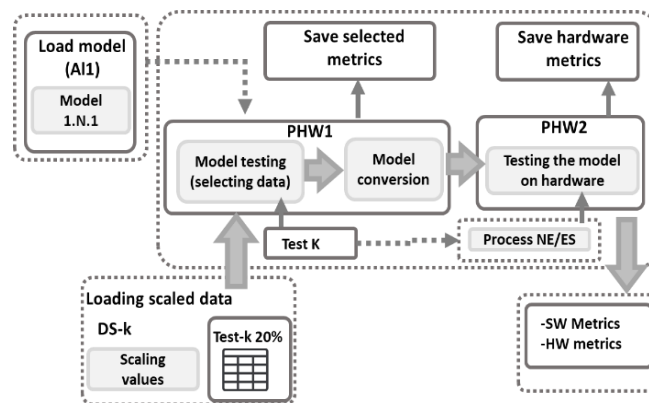 Load model
(AI1)
Model
1.N.1
Save selected
metrics
Save hardware
metrics
PHW1
Model testing
(selecting data)
Model
conversion
PHW2
Testing the model
on hardware
Test K
Process NE/ES
Loading scaled data
DS-k
Scaling
values
Test-k 20%
-SW Metrics
-HW metrics